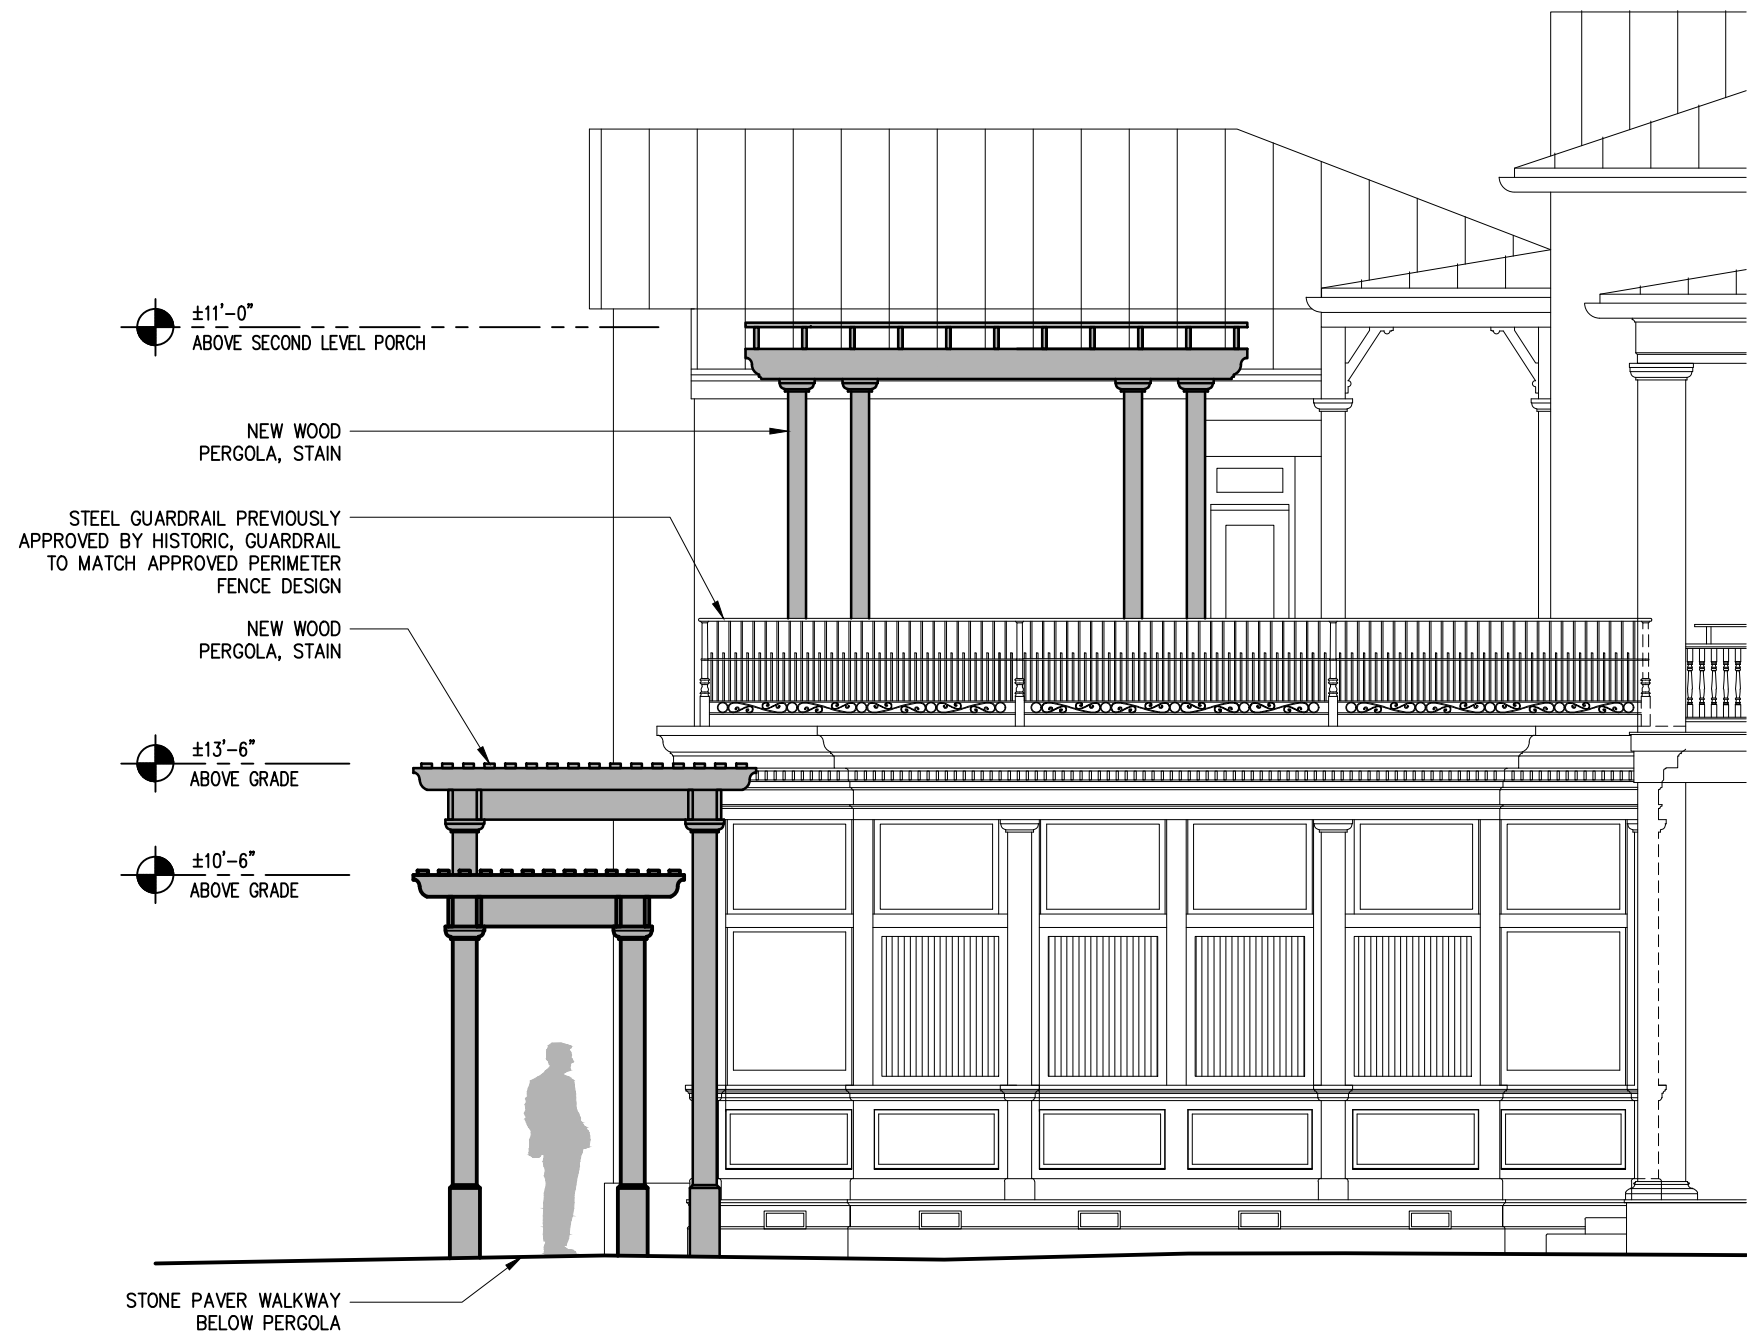 ±11'-0"
ABOVE SECOND LEVEL PORCH
NEW WOOD
PERGOLA, STAIN
STEEL GUARDRAIL PREVIOUSLY
APPROVED BY HISTORIC, GUARDRAIL
TO MATCH APPROVED PERIMETER
FENCE DESIGN
NEW WOOD
PERGOLA, STAIN
±13'-6"
ABOVE GRADE
±10'-6"
ABOVE GRADE
STONE PAVER WALKWAY
BELOW PERGOLA